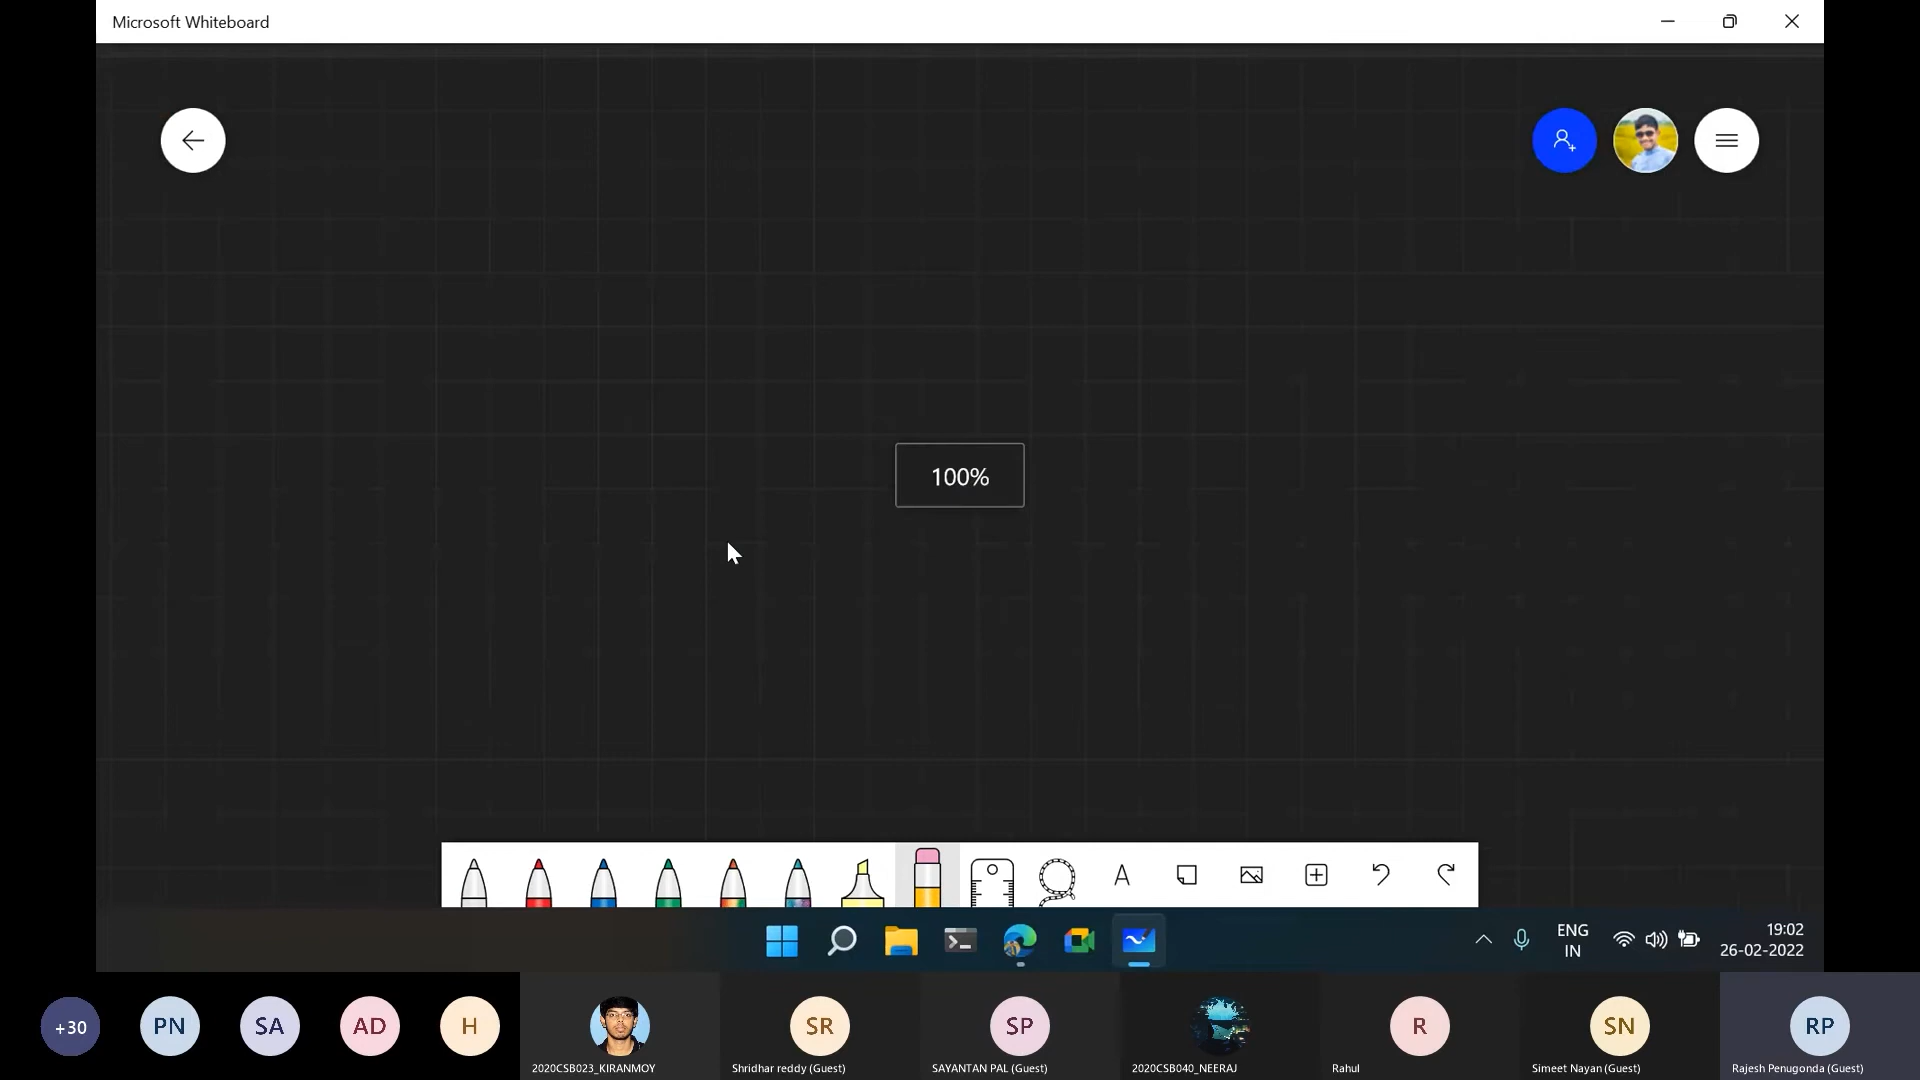 Microsoft Whiteboard
100%
A
ENG
IN
19:02
26-02-2022
+30
PN
SA
AD
H
2020CSB023_KIRANMOY
SR
Shridhar reddy (Guest)
SP
SAYANTAN PAL (Guest)
2020CSB040_NEERAJ
R
Rahul
SN
Simeet Nayan (Guest)
RP
Rajesh Penugonda (Guest)